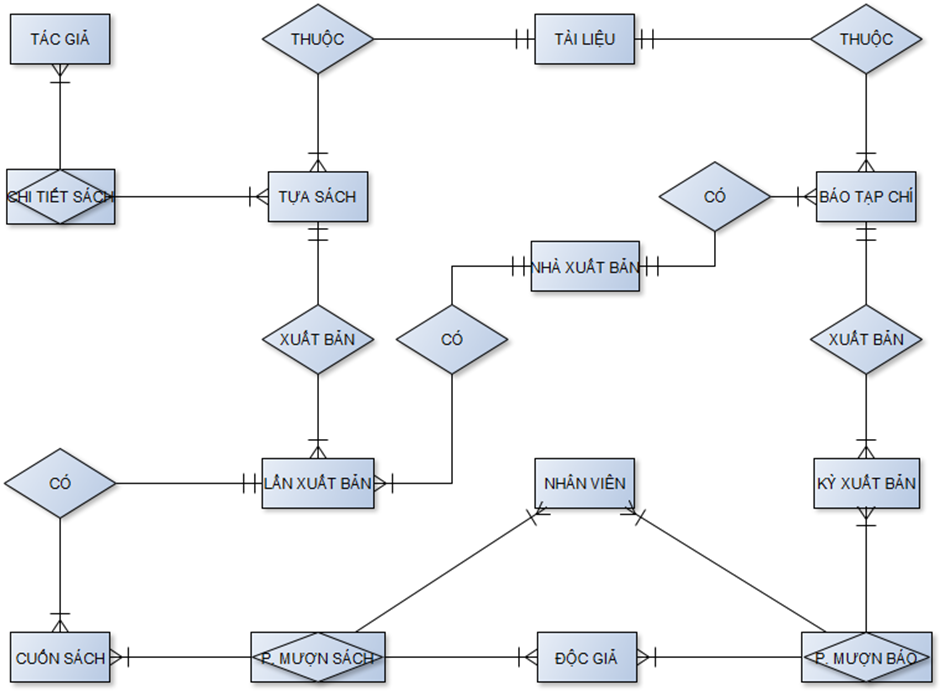 TÁC GIẢ
THUỘC
TÀI LIỆU
THUỘC
CHI TIẾT SÁCH
TỰA SÁCH
CÓ
BÁO TẠP CHÍ
NHÀ XUẤT BẢN
XUẤT BẢN
CÓ
XUẤT BẢN
CÓ
LẦN XUẤT BẢN
NHÂN VIÊN
KỲ XUẤT BẢN
CUỐN SÁCH
P. MƯỢN SÁCH
ĐỘC GIẢ
P. MƯỢN BÁO